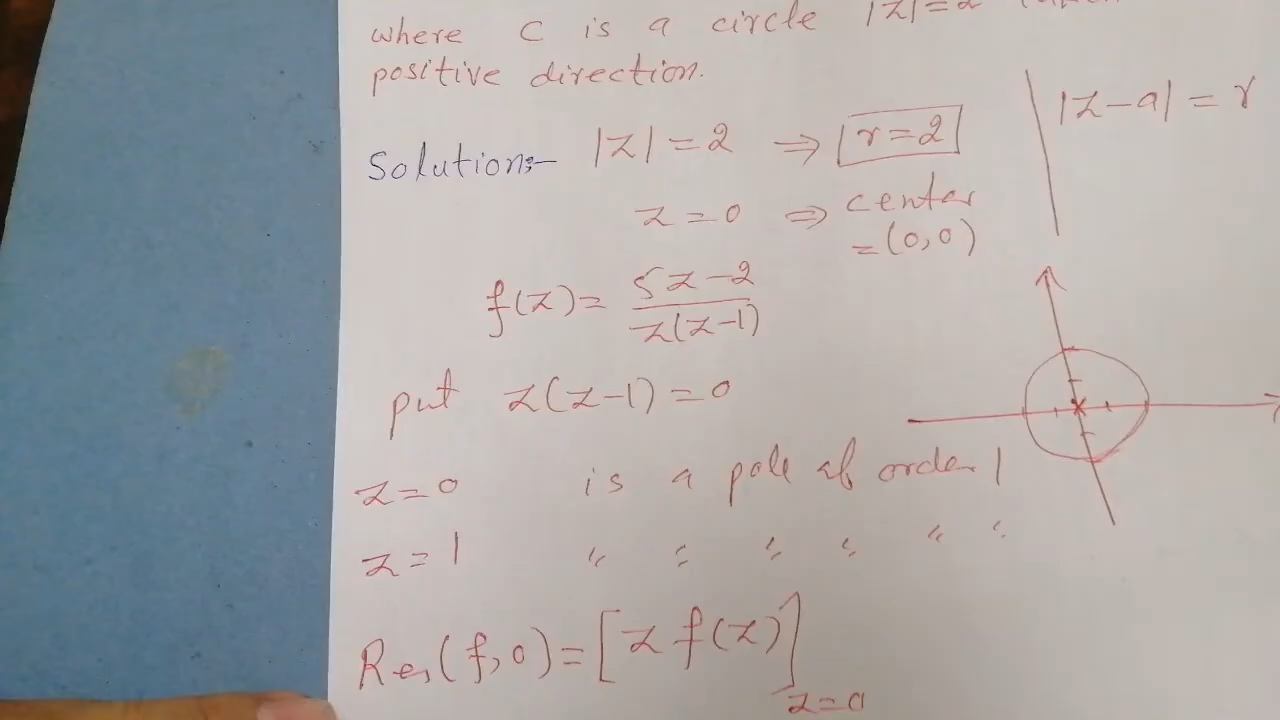 where C is a circle |z|=2
positive direction.
Solution:- |z|=2 ⇒ r=2
|z-a|=r
z=0 ⇒ center
=(0,0)
f(z)= 5z-2
z(z-1)
put z(z-1)=0
z=0 is a pole of order 1
z=1 " " " " " "
Res(f,0)=[z f(z)]
z=0